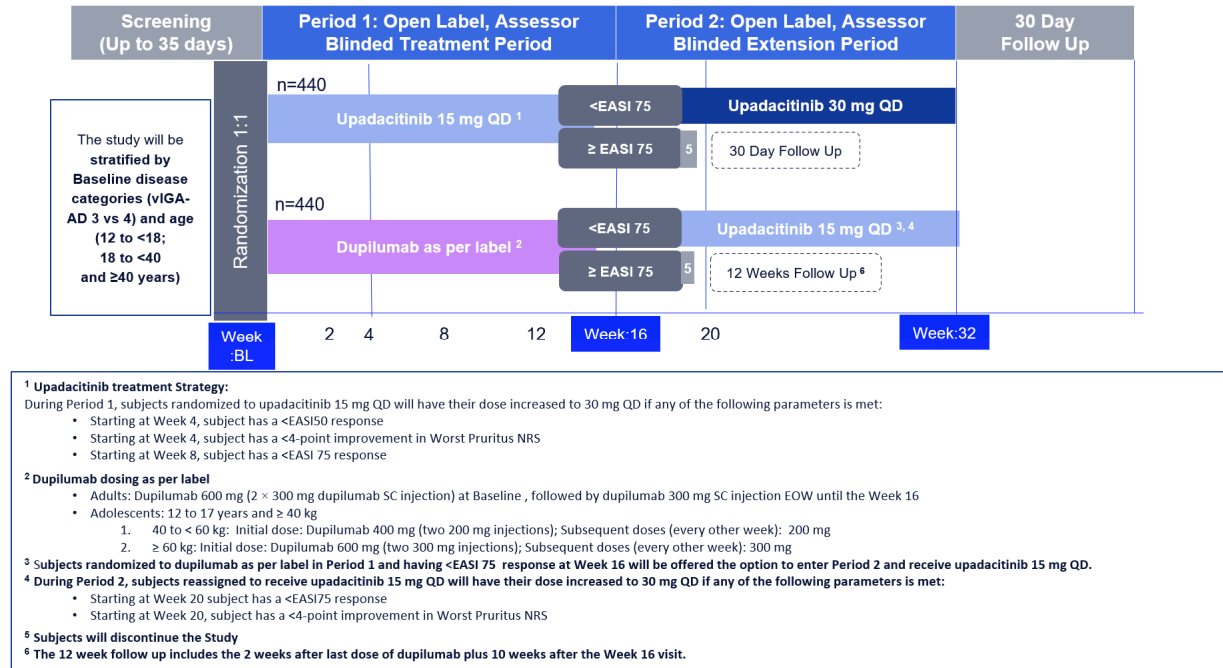 Screening
(Up to 35 days)
Period 1: Open Label, Assessor
Blinded Treatment Period
Period 2: Open Label, Assessor
Blinded Extension Period
30 Day
Follow Up
The study will be
stratified by
Baseline disease
categories (vIGA-
AD 3 vs 4) and age
(12 to <18;
18 to <40
and ≥40 years)
Randomization 1:1
n=440
Upadacitinib 15 mg QD 1
<EASI 75
Upadacitinib 30 mg QD
≥ EASI 75
5
30 Day Follow Up
n=440
Dupilumab as per label 2
<EASI 75
Upadacitinib 15 mg QD 3, 4
≥ EASI 75
5
12 Weeks Follow Up 6
Week
:BL
2
4
8
12
Week:16
20
Week:32
1 Upadacitinib treatment Strategy:
During Period 1, subjects randomized to upadacitinib 15 mg QD will have their dose increased to 30 mg QD if any of the following parameters is met:
• Starting at Week 4, subject has a <EASI50 response
• Starting at Week 4, subject has a <4-point improvement in Worst Pruritus NRS
• Starting at Week 8, subject has a <EASI 75 response
2 Dupilumab dosing as per label
• Adults: Dupilumab 600 mg (2 × 300 mg dupilumab SC injection) at Baseline , followed by dupilumab 300 mg SC injection EOW until the Week 16
• Adolescents: 12 to 17 years and ≥ 40 kg
1. 40 to < 60 kg: Initial dose: Dupilumab 400 mg (two 200 mg injections); Subsequent doses (every other week): 200 mg
2. ≥ 60 kg: Initial dose: Dupilumab 600 mg (two 300 mg injections); Subsequent doses (every other week): 300 mg
3 Subjects randomized to dupilumab as per label in Period 1 and having <EASI 75 response at Week 16 will be offered the option to enter Period 2 and receive upadacitinib 15 mg QD.
4 During Period 2, subjects reassigned to receive upadacitinib 15 mg QD will have their dose increased to 30 mg QD if any of the following parameters is met:
• Starting at Week 20 subject has a <EASI75 response
• Starting at Week 20, subject has a <4-point improvement in Worst Pruritus NRS
5 Subjects will discontinue the Study
6 The 12 week follow up includes the 2 weeks after last dose of dupilumab plus 10 weeks after the Week 16 visit.